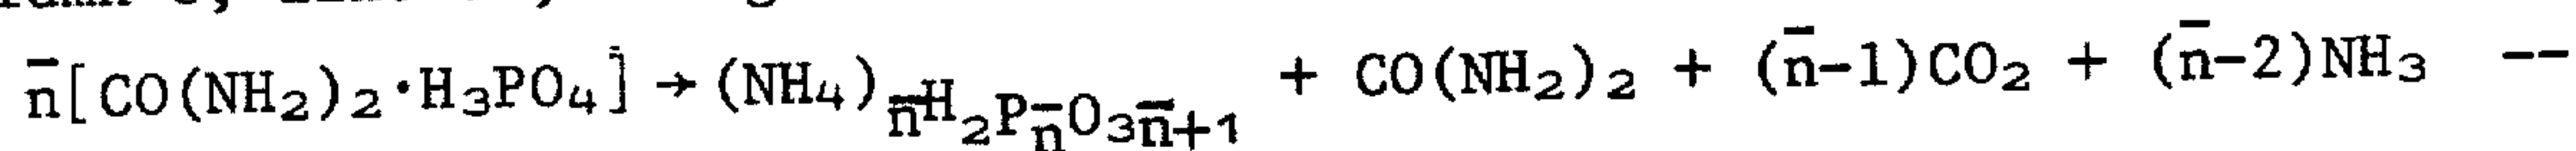 n̄[CO(NH₂)₂·H₃PO₄] → (NH₄)n̄H₂Pn̄O₃n̄₊₁ + CO(NH₂)₂ + (n̄-1)CO₂ + (n̄-2)NH₃ --